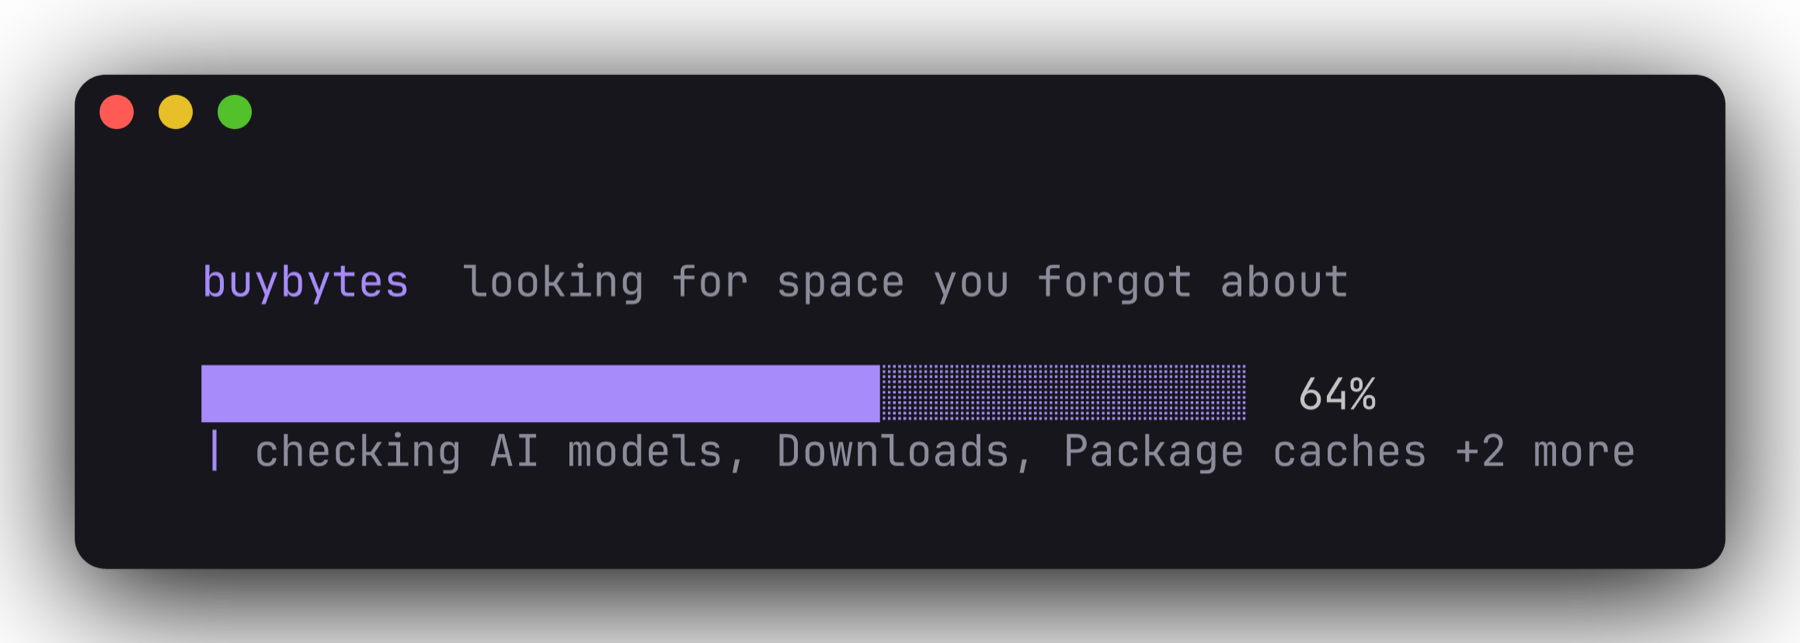 buybytes  looking for space you forgot about
64%
| checking AI models, Downloads, Package caches +2 more